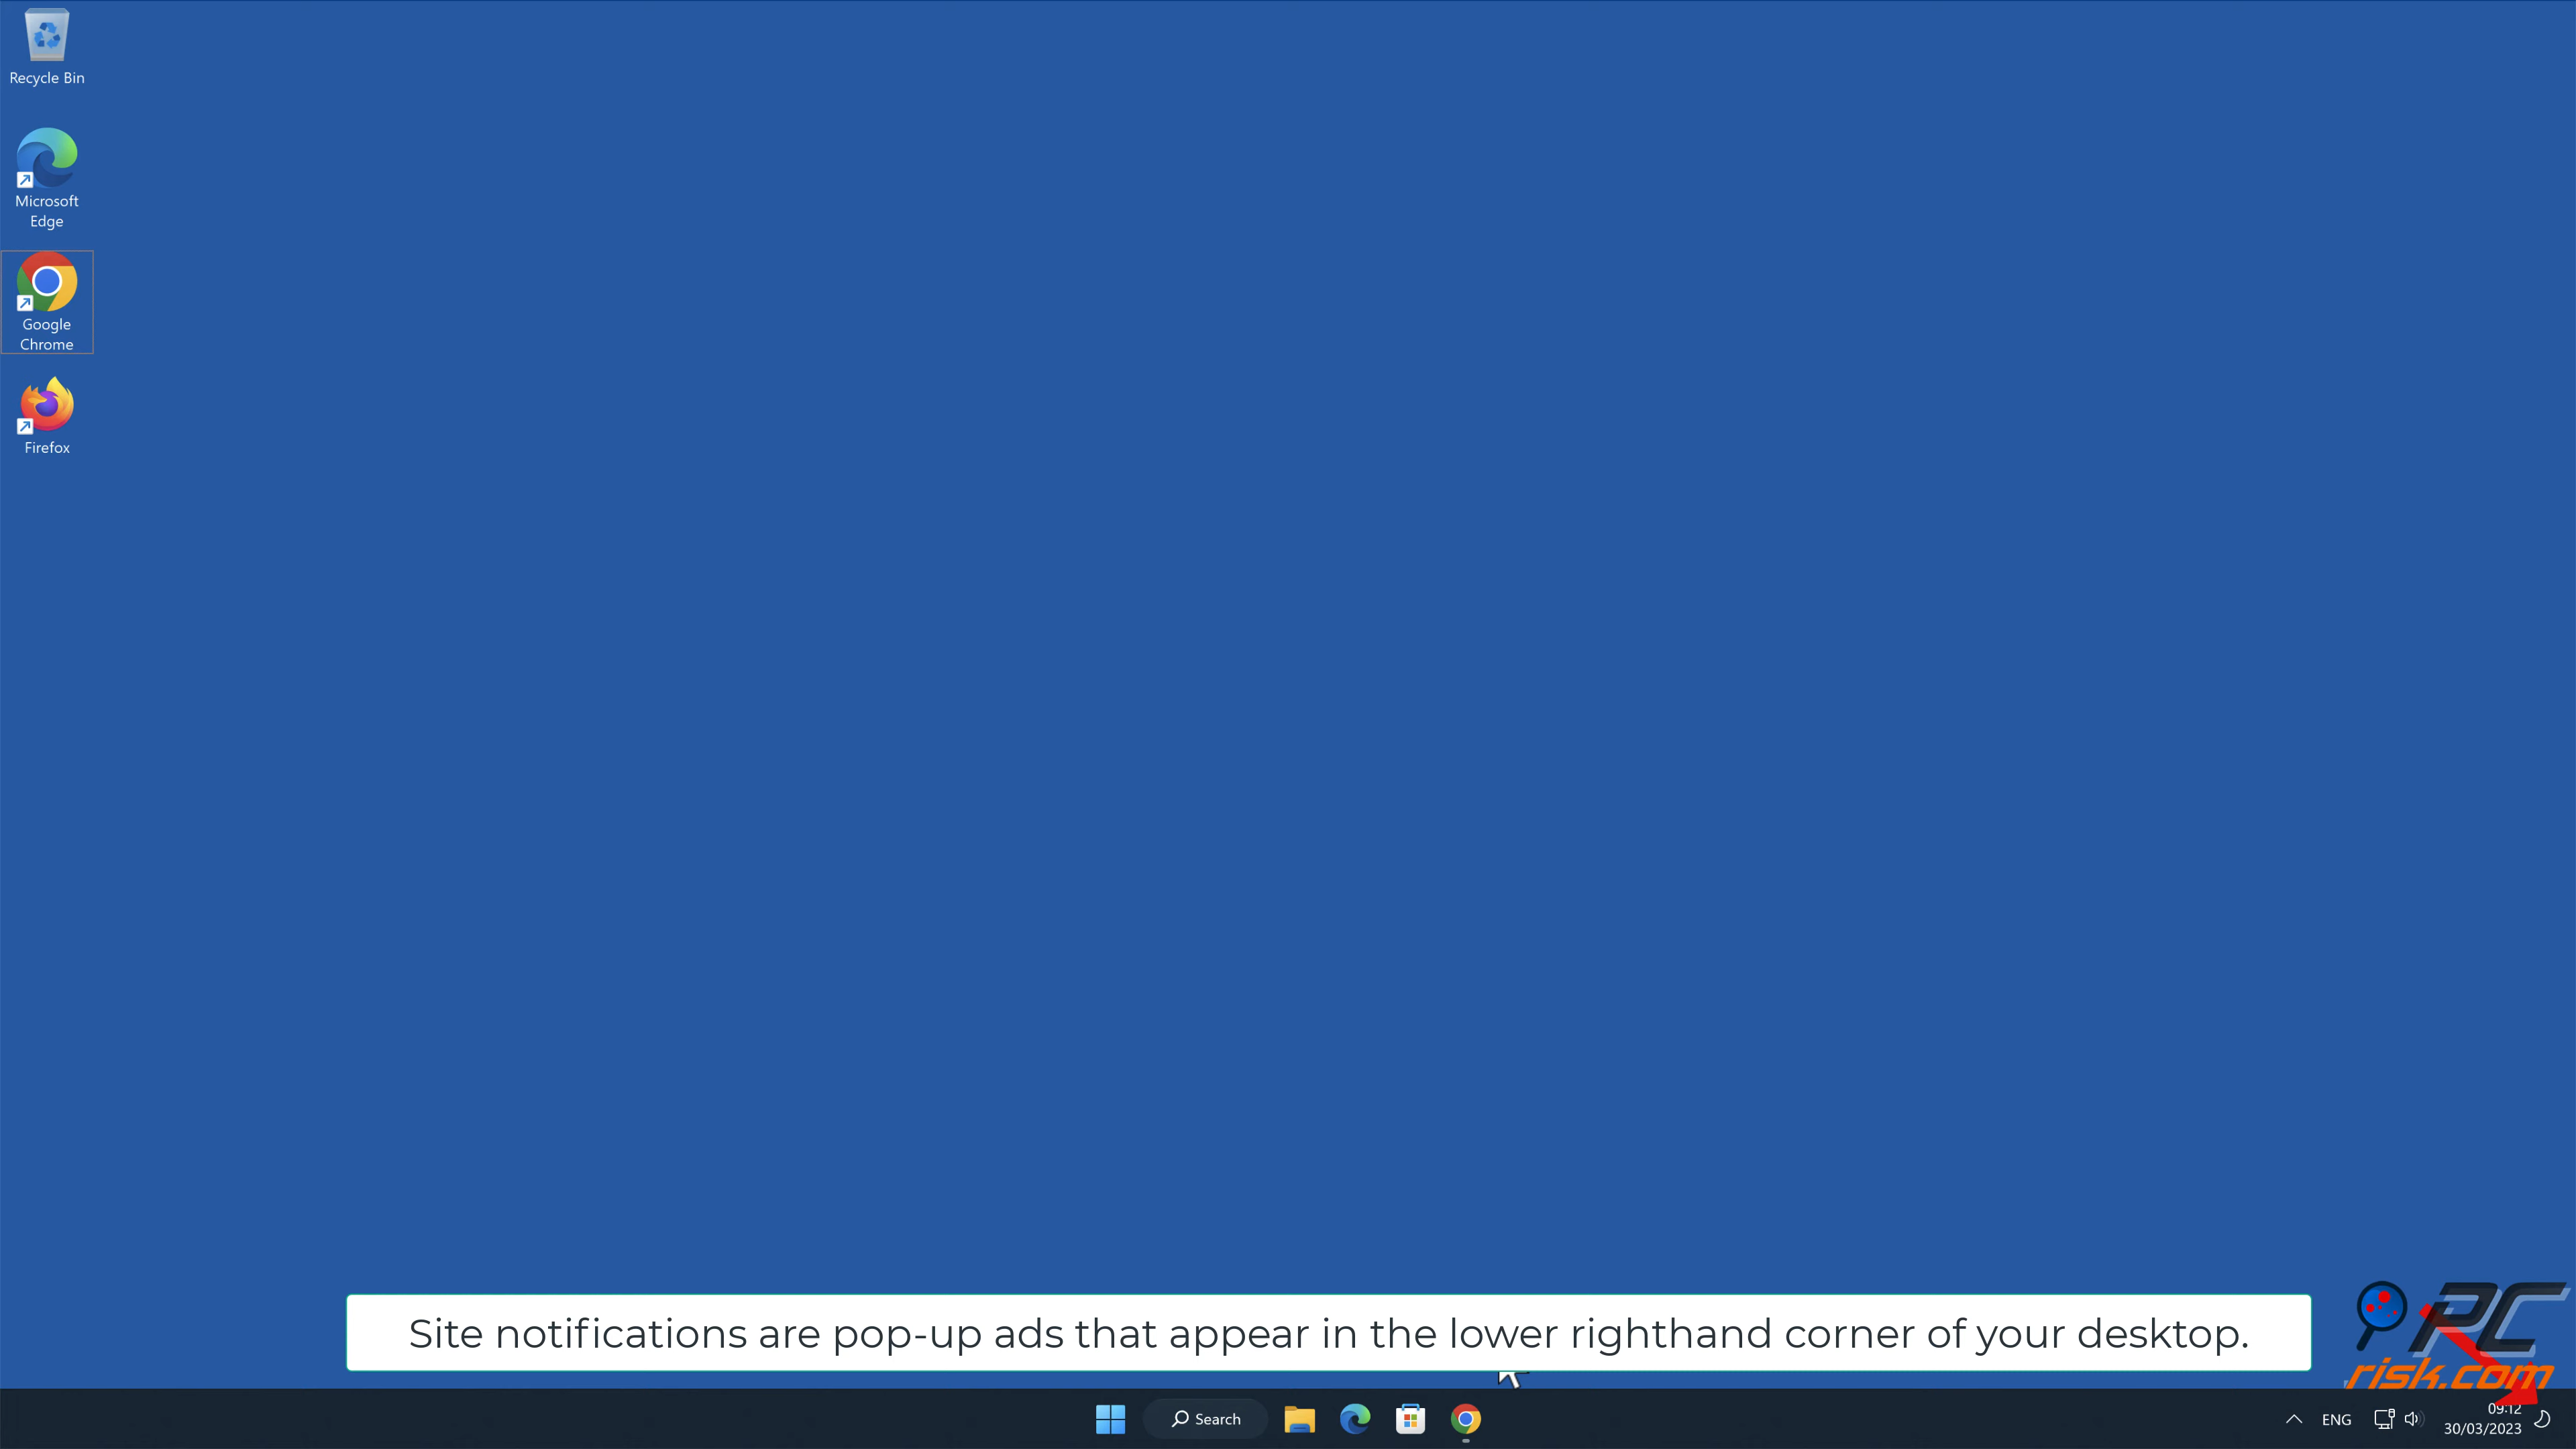 Recycle Bin
Microsoft
Edge
Google
Chrome
Firefox
Site notifications are pop-up ads that appear in the lower righthand corner of your desktop.
PC
risk.com
Search
ENG
09:12
30/03/2023